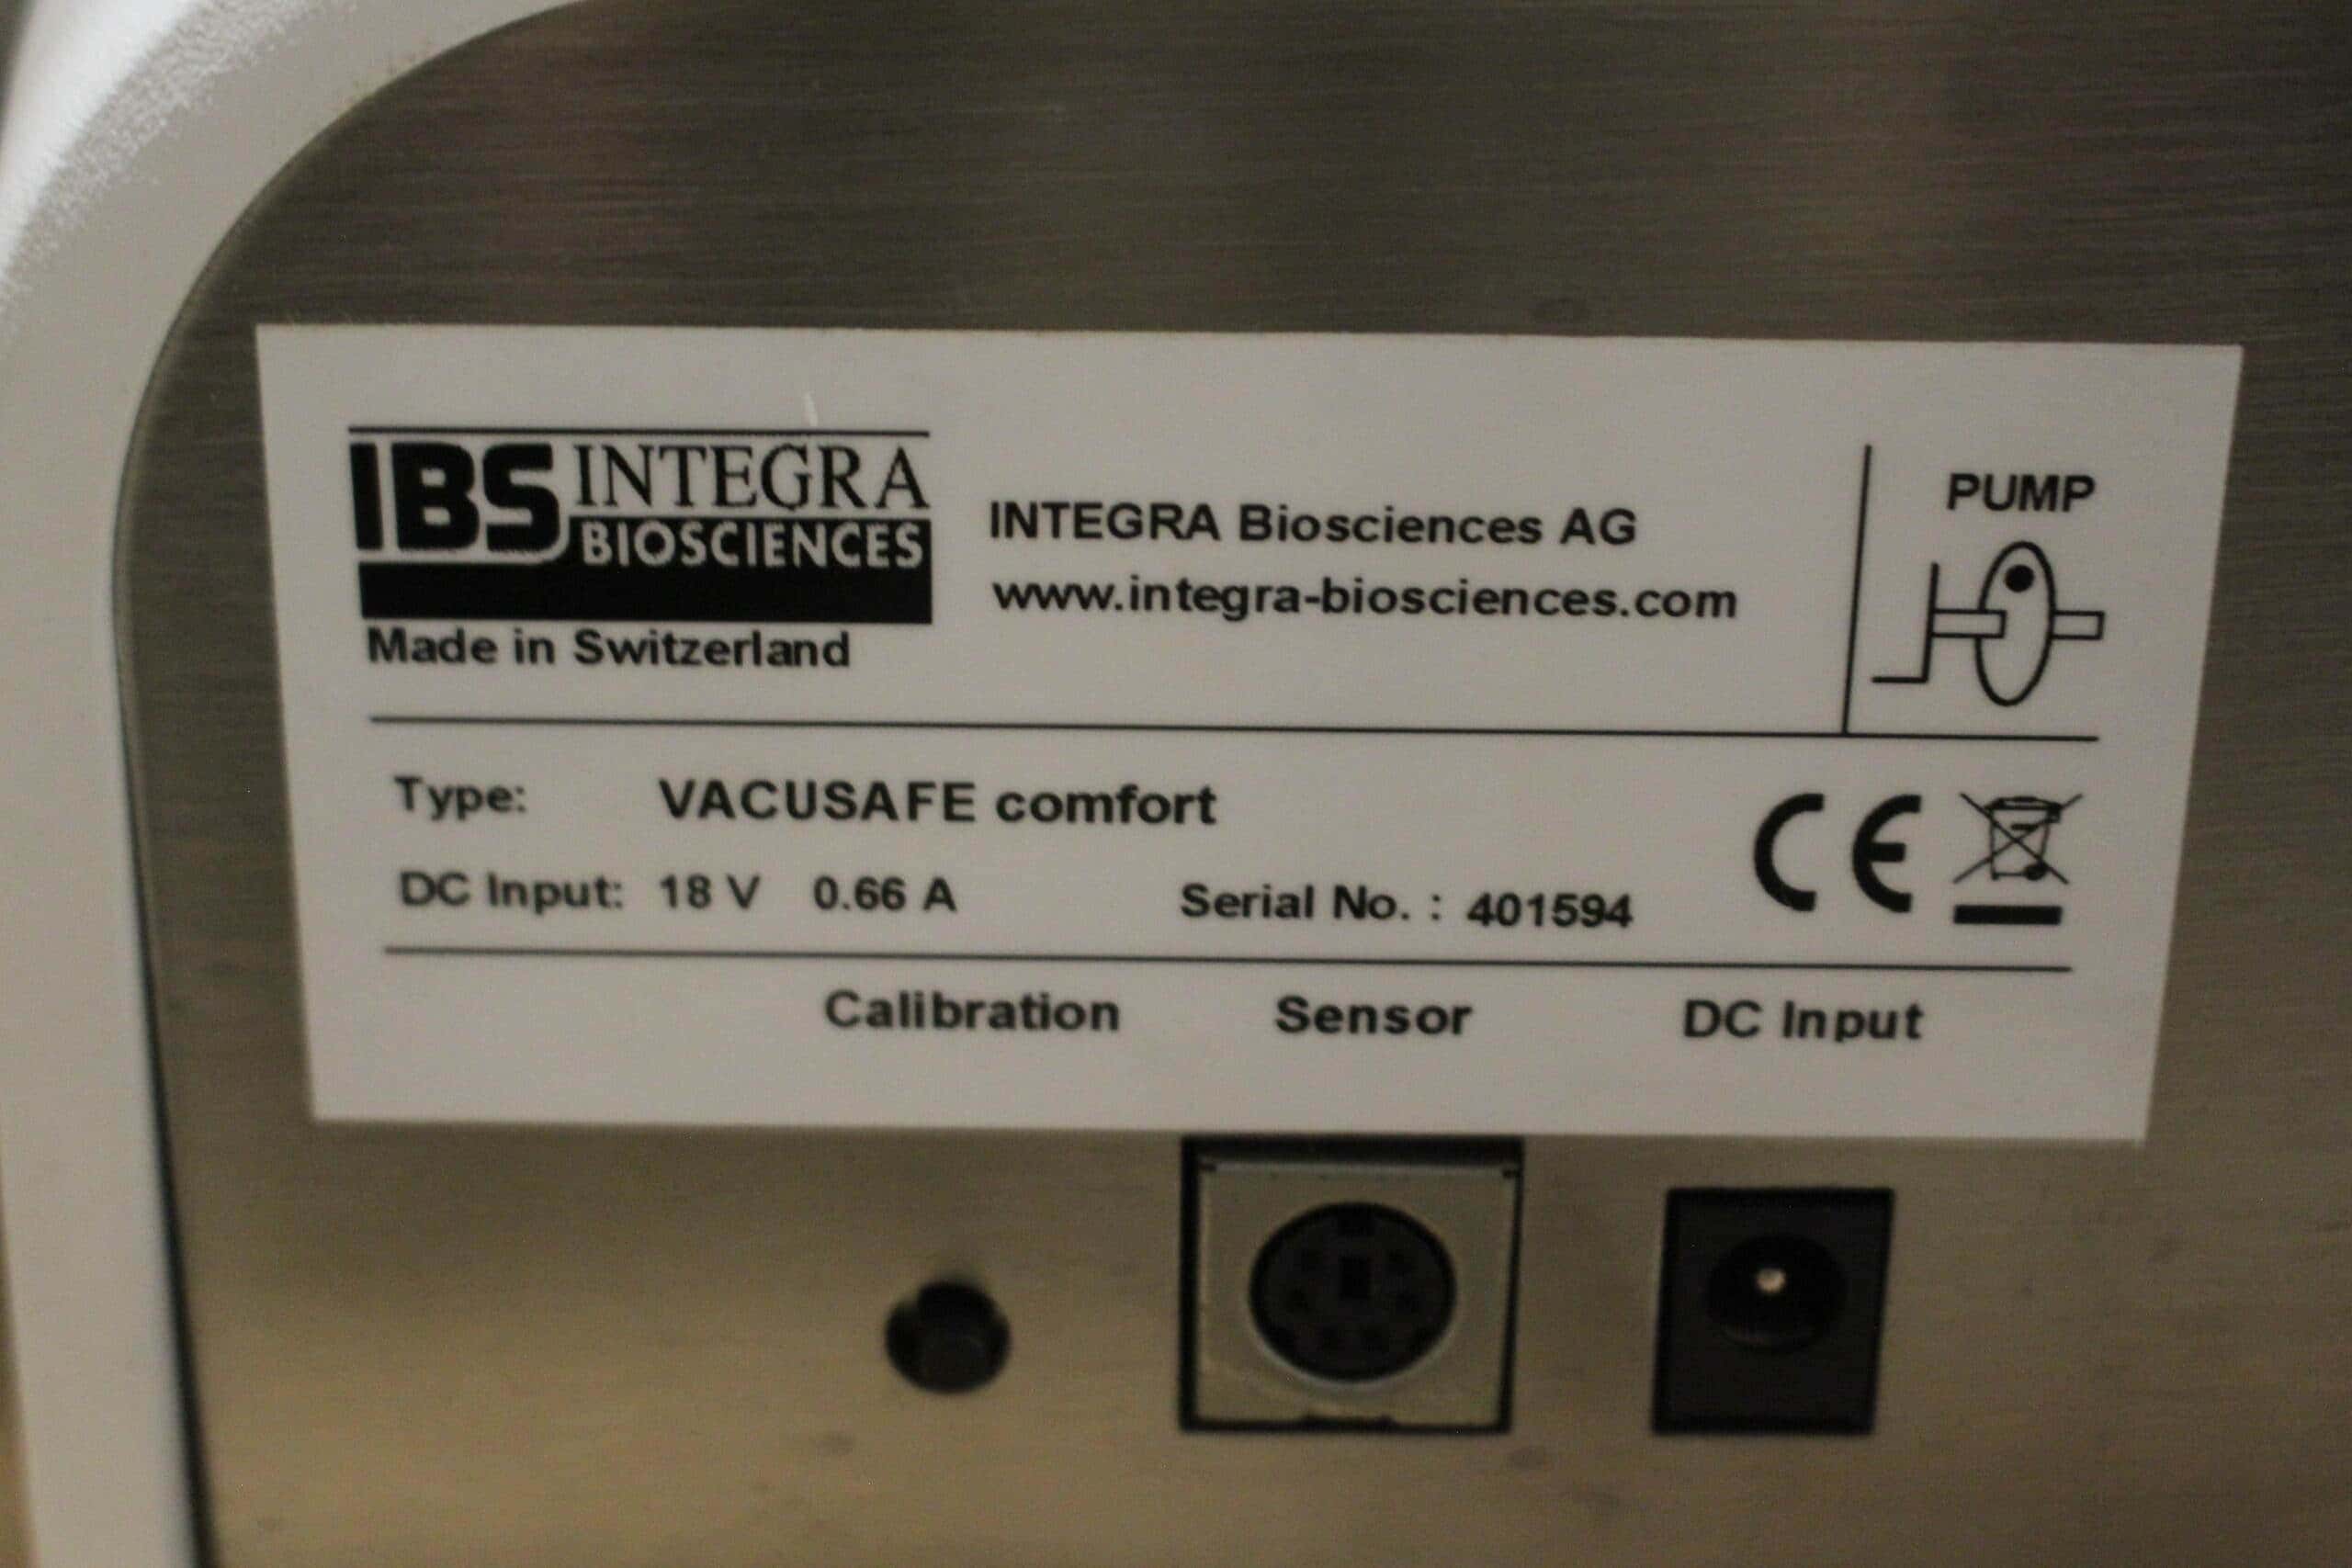 IBS INTEGRA
BIOSCIENCES
Made in Switzerland
INTEGRA Biosciences AG
www.integra-biosciences.com
PUMP
Type: VACUSAFE comfort
DC Input: 18 V 0.66 A
Serial No. : 401594
CE
Calibration Sensor DC Input